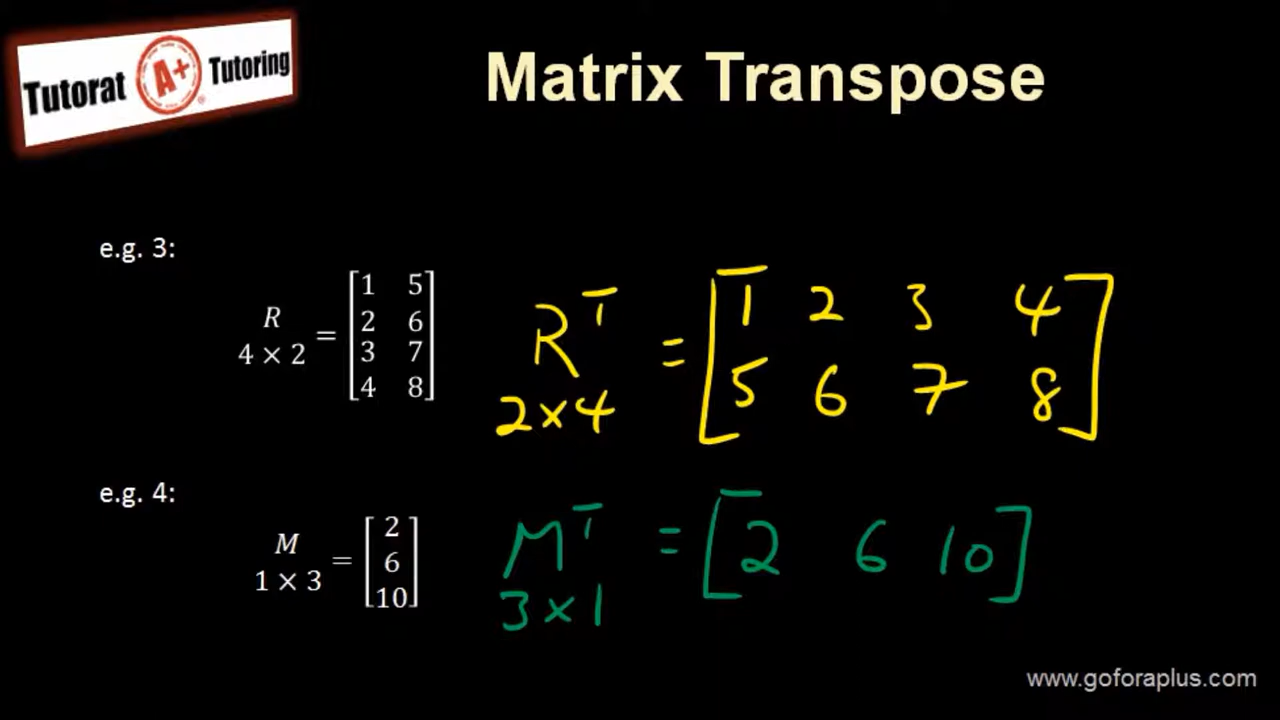 Tutorat A+ Tutoring
Matrix Transpose
e.g. 3:
R
4 × 2
=
[1 5
2 6
3 7
4 8]
Rᵀ
2×4
=
[1 2 3 4
5 6 7 8]
e.g. 4:
M
1 × 3
=
[2
6
10]
Mᵀ
3×1
= [2 6 10]
www.goforaplus.com